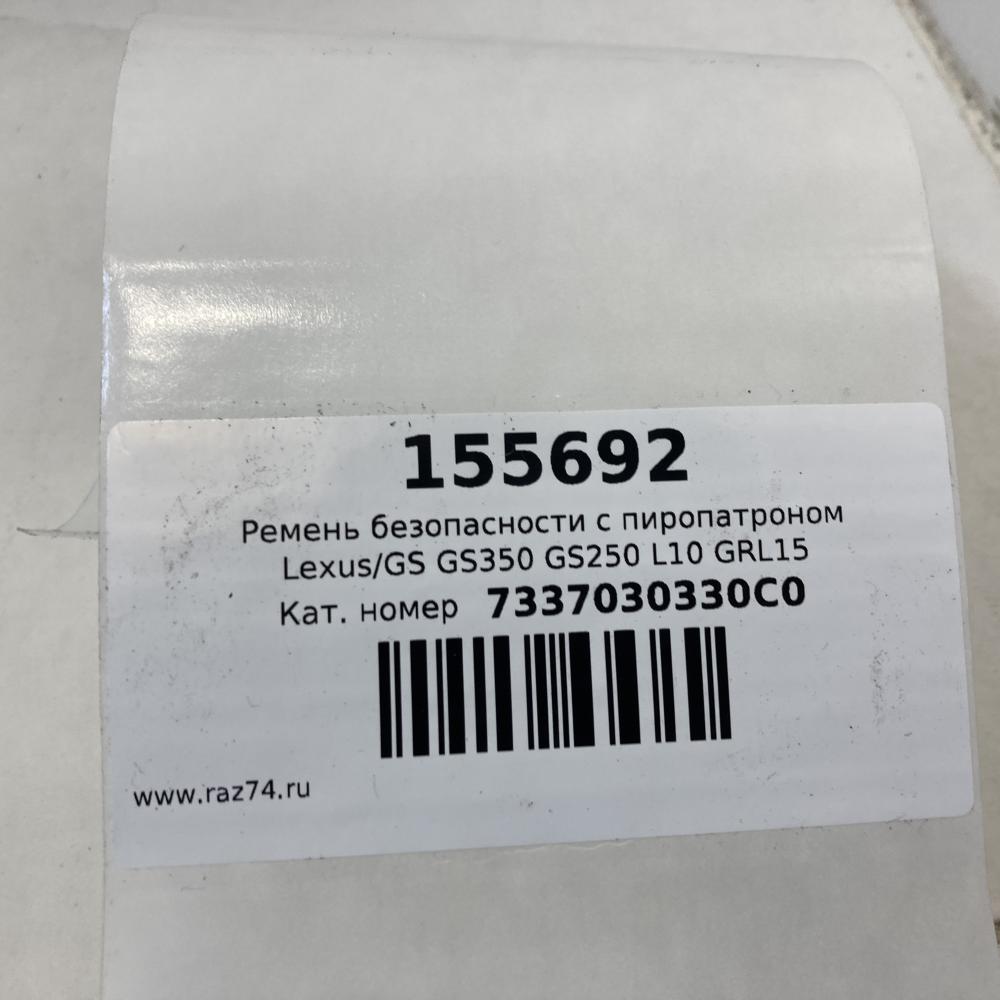 155692
Ремень безопасности с пиропатроном
Lexus/GS GS350 GS250 L10 GRL15
Кат. номер 7337030330C0
www.raz74.ru